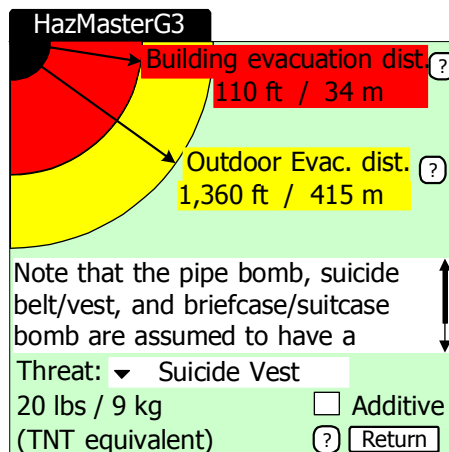 HazMasterG3
Building evacuation dist. ?
110 ft / 34 m
Outdoor Evac. dist. ?
1,360 ft / 415 m
Note that the pipe bomb, suicide
belt/vest, and briefcase/suitcase
bomb are assumed to have a
Threat: Suicide Vest
20 lbs / 9 kg Additive
(TNT equivalent) ? Return